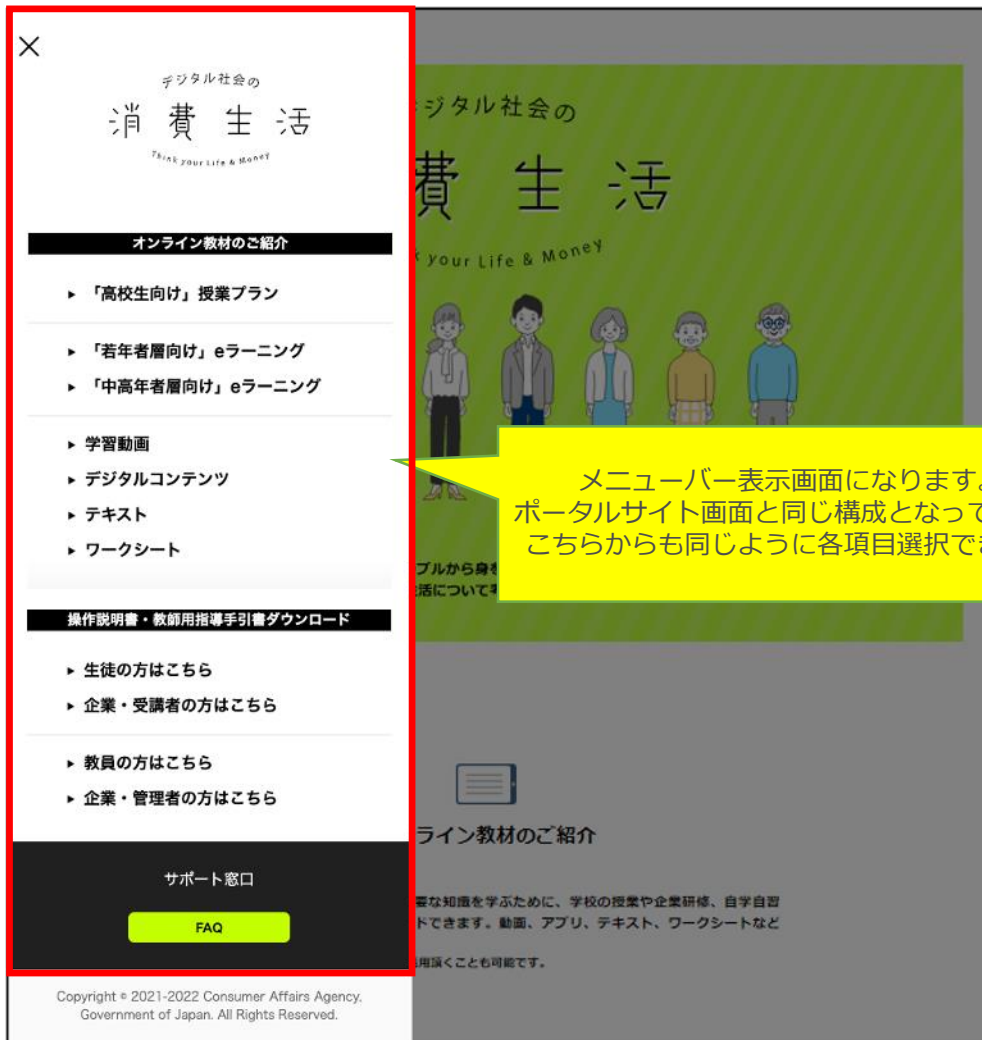 デジタル社会の
消費生活
Think your Life & Money
オンライン教材のご紹介
▸ 「高校生向け」授業プラン
▸ 「若年者層向け」eラーニング
▸ 「中高年者層向け」eラーニング
▸ 学習動画
▸ デジタルコンテンツ
▸ テキスト
▸ ワークシート
操作説明書・教師用指導手引書ダウンロード
▸ 生徒の方はこちら
▸ 企業・受講者の方はこちら
▸ 教員の方はこちら
▸ 企業・管理者の方はこちら
サポート窓口
FAQ
Copyright © 2021-2022 Consumer Affairs Agency,
Government of Japan. All Rights Reserved.
ジタル社会の
費生活
your Life & Money
メニューバー表示画面になります。
ポータルサイト画面と同じ構成となって
こちらからも同じように各項目選択でき
ブルから身を
活について考
ライン教材のご紹介
要な知識を学ぶために、学校の授業や企業研修、自学自習
ドできます。動画、アプリ、テキスト、ワークシートなど
用頂くことも可能です。